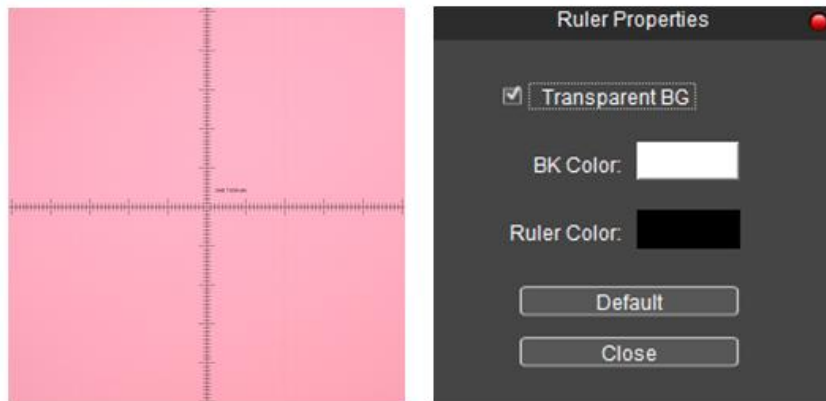 Ruler Properties
Transparent BG
BK Color:
Ruler Color:
Default
Close